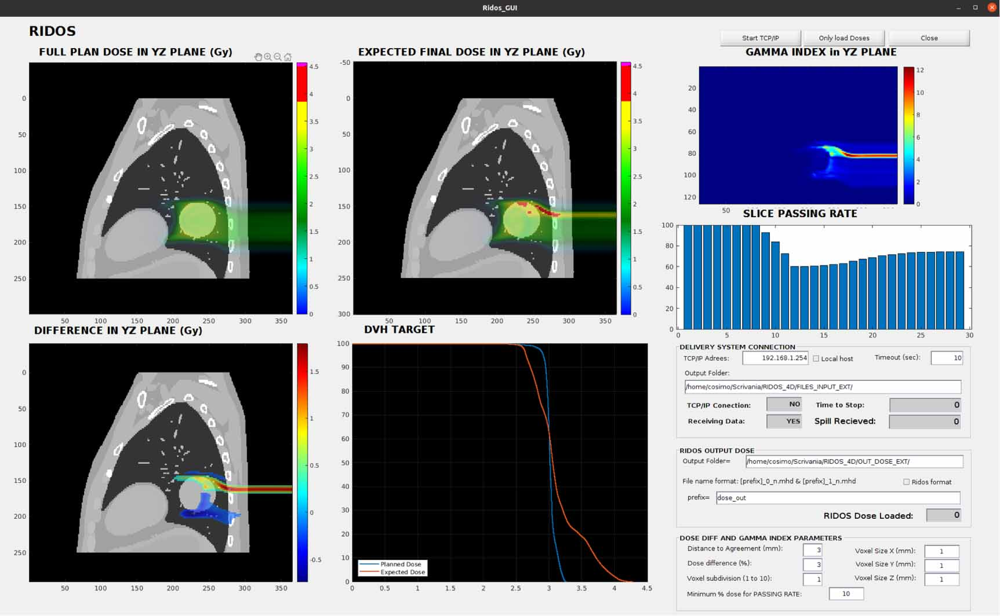 Ridos_GUI
RIDOS
Start TCP/IP
Only load Doses
Close
FULL PLAN DOSE IN YZ PLANE (Gy)
0
50
100
150
200
250
50 100 150 200 250 300 350
4.5
4
3.5
3
2.5
2
1.5
1
0.5
0
EXPECTED FINAL DOSE IN YZ PLANE (Gy)
-50
0
50
100
150
200
250
300
50 100 150 200 250 300 350
4.5
4
3.5
3
2.5
2
1.5
1
0.5
0
GAMMA INDEX in YZ PLANE
20
40
60
80
100
120
50
12
10
8
6
4
2
0
SLICE PASSING RATE
100
80
60
40
20
0
0 5 10 15 20 25 30
DIFFERENCE IN YZ PLANE (Gy)
0
50
100
150
200
250
50 100 150 200 250 300 350
1.5
1
0.5
0
-0.5
DVH TARGET
100
90
80
70
60
50
40
30
20
10
0
0 0.5 1 1.5 2 2.5 3 3.5 4 4.5
Planned Dose
Expected Dose
DELIVERY SYSTEM CONNECTION
TCP/IP Adrees: 192.168.1.254 Local host Timeout (sec): 10
Output Folder:
/home/cosimo/Scrivania/RIDOS_4D/FILES_INPUT_EXT/
TCP/IP Conection: NO Time to Stop: 0
Receiving Data: YES Spill Recieved: 0
RIDOS OUTPUT DOSE
Output Folder= /home/cosimo/Scrivania/RIDOS_4D/OUT_DOSE_EXT/
File name format: [prefix]_0_n.mhd & [prefix]_1_n.mhd Ridos format
prefix= dose_out
RIDOS Dose Loaded: 0
DOSE DIFF AND GAMMA INDEX PARAMETERS
Distance to Agreement (mm): 3 Voxel Size X (mm): 1
Dose difference (%): 3 Voxel Size Y (mm): 1
Voxel subdivision (1 to 10): 1 Voxel Size Z (mm): 1
Minimum % dose for PASSING RATE: 10